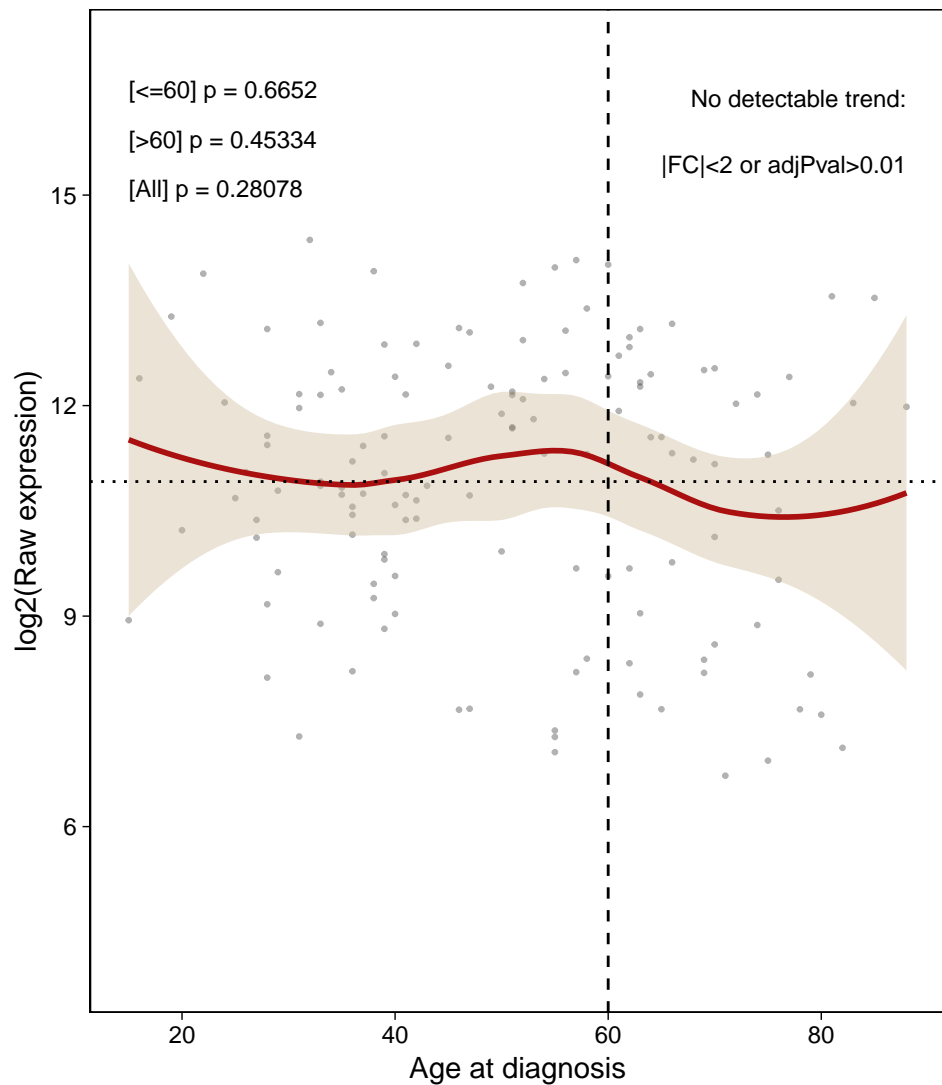 [<=60] p = 0.6652
[>60] p = 0.45334
[All] p = 0.28078
No detectable trend:
|FC|<2 or adjPval>0.01
log2(Raw expression)
15
12
9
6
20
40
60
80
Age at diagnosis